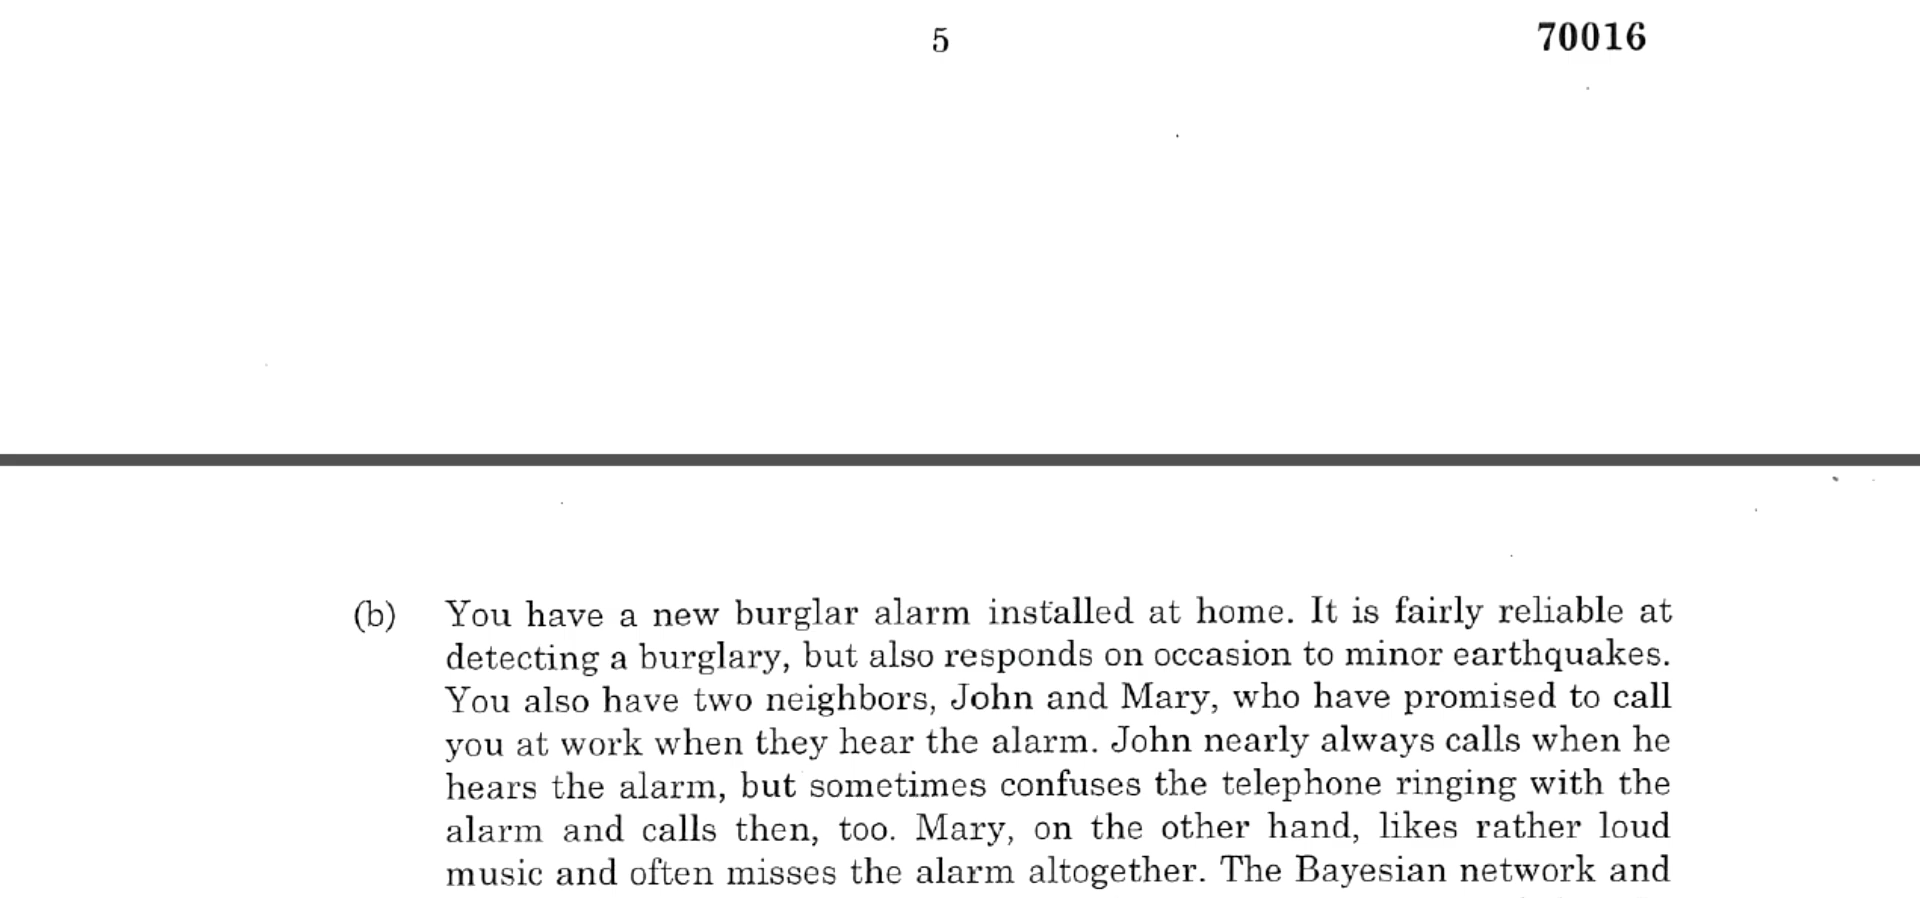 5
70016
(b) You have a new burglar alarm installed at home. It is fairly reliable at
detecting a burglary, but also responds on occasion to minor earthquakes.
You also have two neighbors, John and Mary, who have promised to call
you at work when they hear the alarm. John nearly always calls when he
hears the alarm, but sometimes confuses the telephone ringing with the
alarm and calls then, too. Mary, on the other hand, likes rather loud
music and often misses the alarm altogether. The Bayesian network and